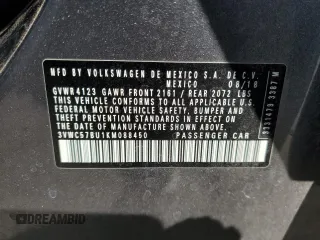 MFD BY VOLKSWAGEN DE
MEXICO S.A. DE C.V.
MEXICO 08/18
GVWR 4123 GAWR FRONT 2161 / REAR 2072 LBS
THIS VEHICLE CONFORMS TO ALL APPLICABLE U.S.
FEDERAL MOTOR VEHICLE SAFETY, BUMPER
AND THEFT PREVENTION STANDARDS IN EFFECT
ON THE DATE OF MANUFACTURE SHOWN ABOVE
3VWC57BU1KM088450 PASSENGER CAR
© AUTOBIDMASTER